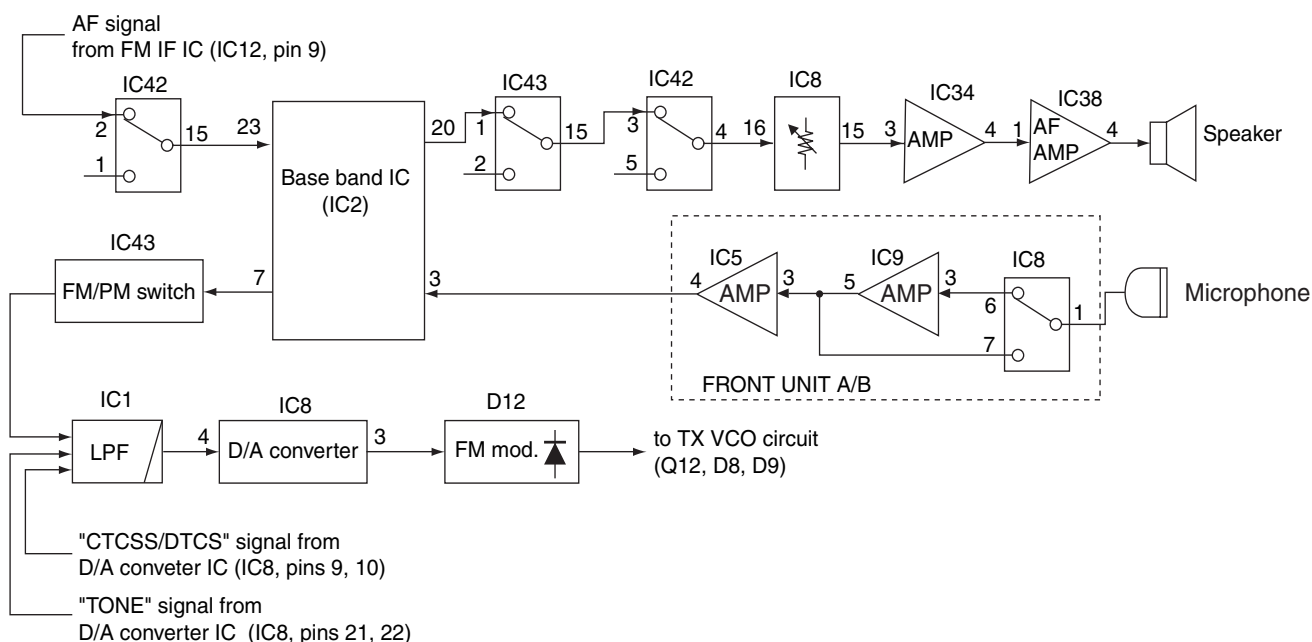 AF signal
from FM IF IC (IC12, pin 9)
IC42
2
1
15
23
Base band IC
(IC2)
20
IC43
1
2
15
IC42
3
5
4
16
IC8
15
3
IC34
AMP
4
1
IC38
AF
AMP
4
Speaker
IC43
FM/PM switch
7
3
4
IC5
AMP
3
5
IC9
AMP
3
IC8
6
7
1
Microphone
FRONT UNIT A/B
IC1
LPF
4
IC8
D/A converter
3
D12
FM mod.
to TX VCO circuit
(Q12, D8, D9)
"CTCSS/DTCS" signal from
D/A conveter IC (IC8, pins 9, 10)
"TONE" signal from
D/A converter IC (IC8, pins 21, 22)